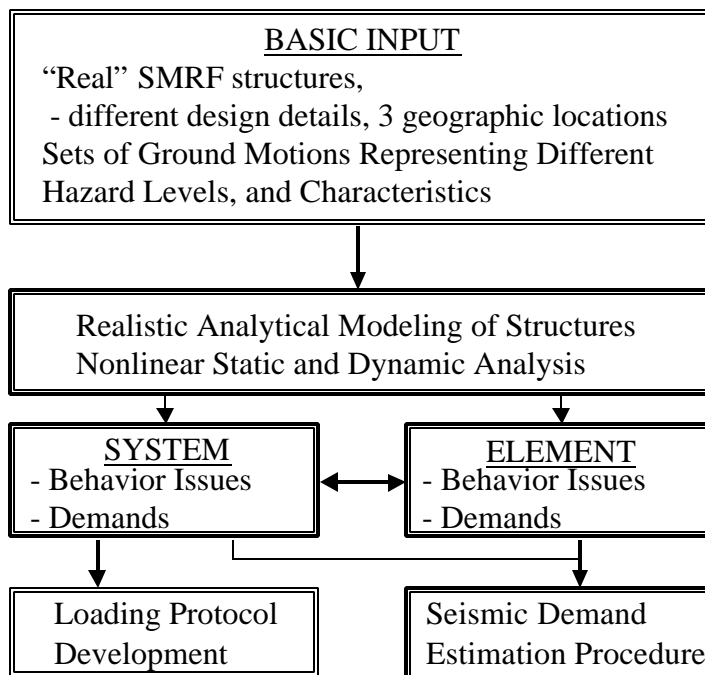 BASIC INPUT
“Real” SMRF structures,
- different design details, 3 geographic locations
Sets of Ground Motions Representing Different
Hazard Levels, and Characteristics
Realistic Analytical Modeling of Structures
Nonlinear Static and Dynamic Analysis
SYSTEM
- Behavior Issues
- Demands
ELEMENT
- Behavior Issues
- Demands
Loading Protocol
Development
Seismic Demand
Estimation Procedure